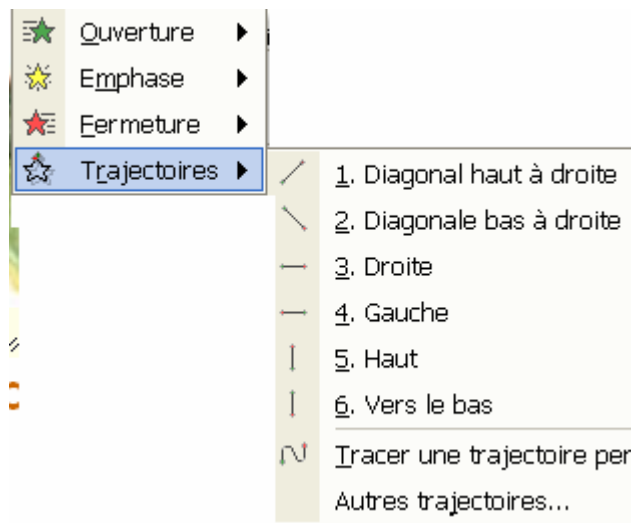 Ouverture
Emphase
Fermeture
Trajectoires
1. Diagonal haut à droite
2. Diagonale bas à droite
3. Droite
4. Gauche
5. Haut
6. Vers le bas
Tracer une trajectoire per
Autres trajectoires...